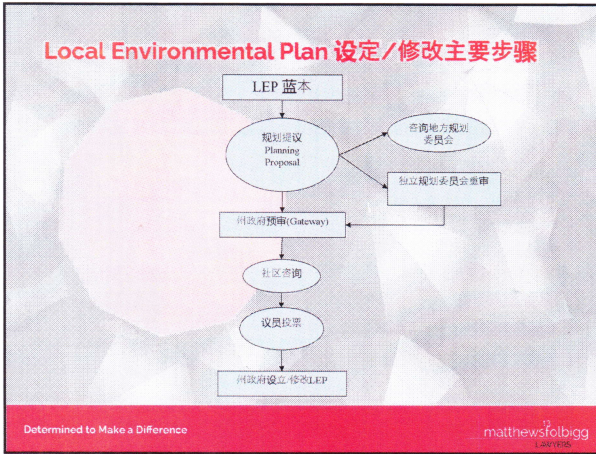 Local Environmental Plan 设定/修改主要步骤
LEP 蓝本
规划提议
Planning
Proposal
咨询地方规划
委员会
独立规划委员会重审
州政府预审(Gateway)
社区咨询
议员投票
州政府设立/修改LEP
Determined to Make a Difference
12
matthewsfolbigg
LAWYERS